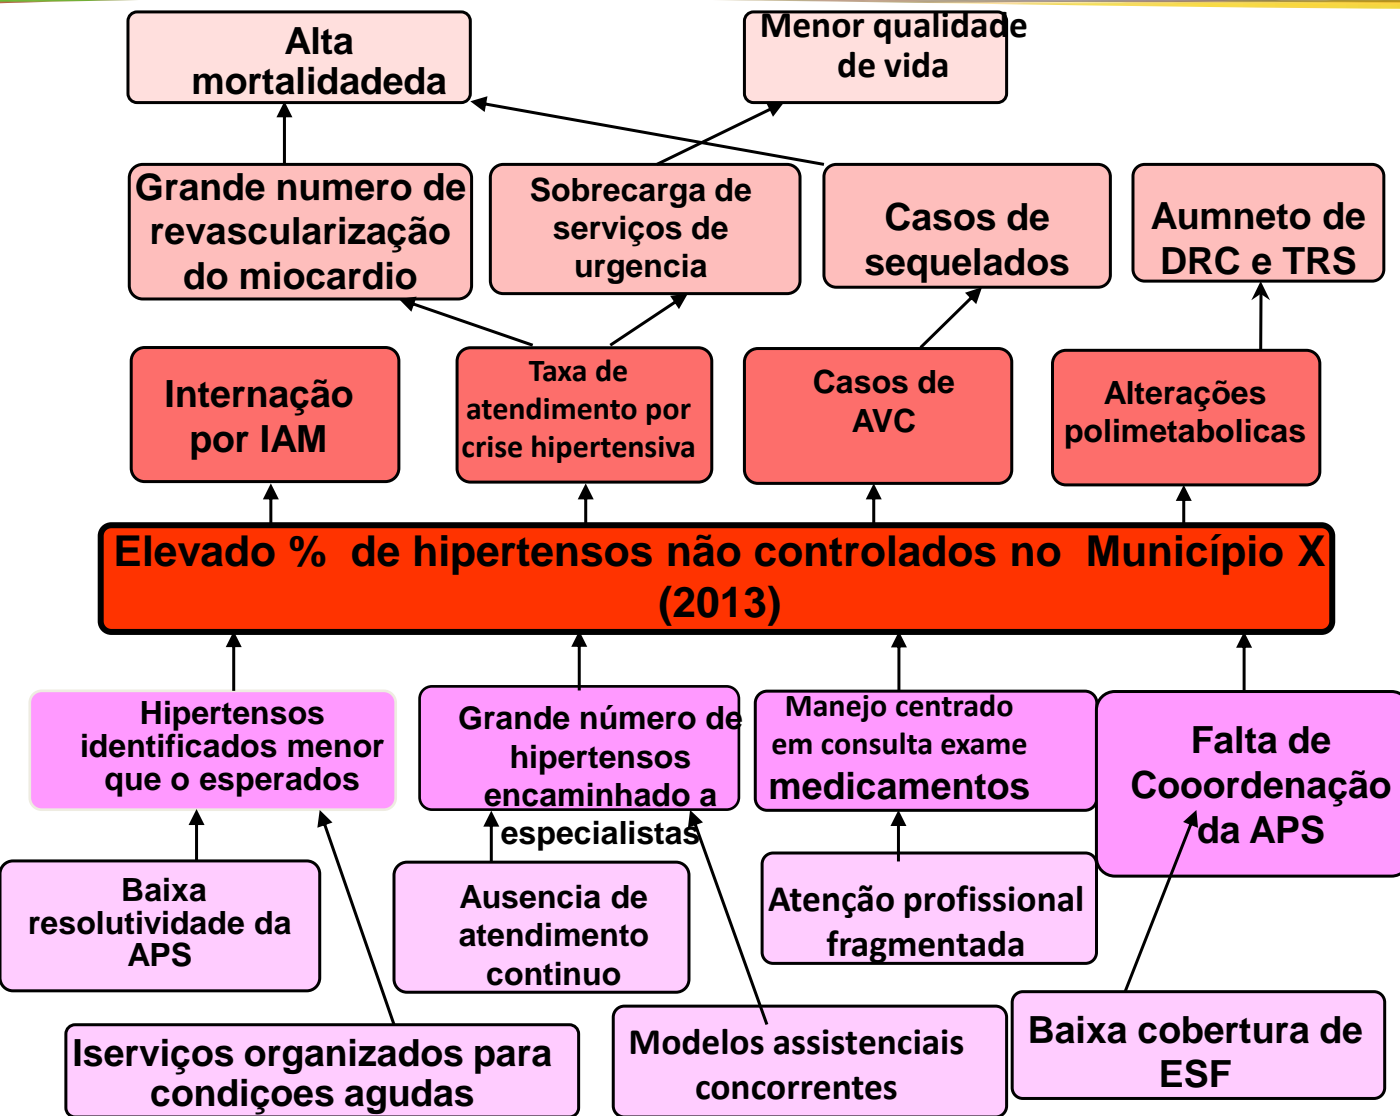 Alta
mortalidadeda
Menor qualidade
de vida
Grande numero de
revascularização
do miocardio
Sobrecarga de
serviços de
urgencia
Casos de
sequelados
Aumneto de
DRC e TRS
Internação
por IAM
Taxa de
atendimento por
crise hipertensiva
Casos de
AVC
Alterações
polimetabolicas
Elevado % de hipertensos não controlados no Município X
(2013)
Hipertensos
identificados menor
que o esperados
Grande número de
hipertensos
encaminhado a
especialistas
Manejo centrado
em consulta exame
medicamentos
Falta de
Cooordenação
da APS
Baixa
resolutividade da
APS
Ausencia de
atendimento
continuo
Atenção profissional
fragmentada
Iserviços organizados para
condiçoes agudas
Modelos assistenciais
concorrentes
Baixa cobertura de
ESF